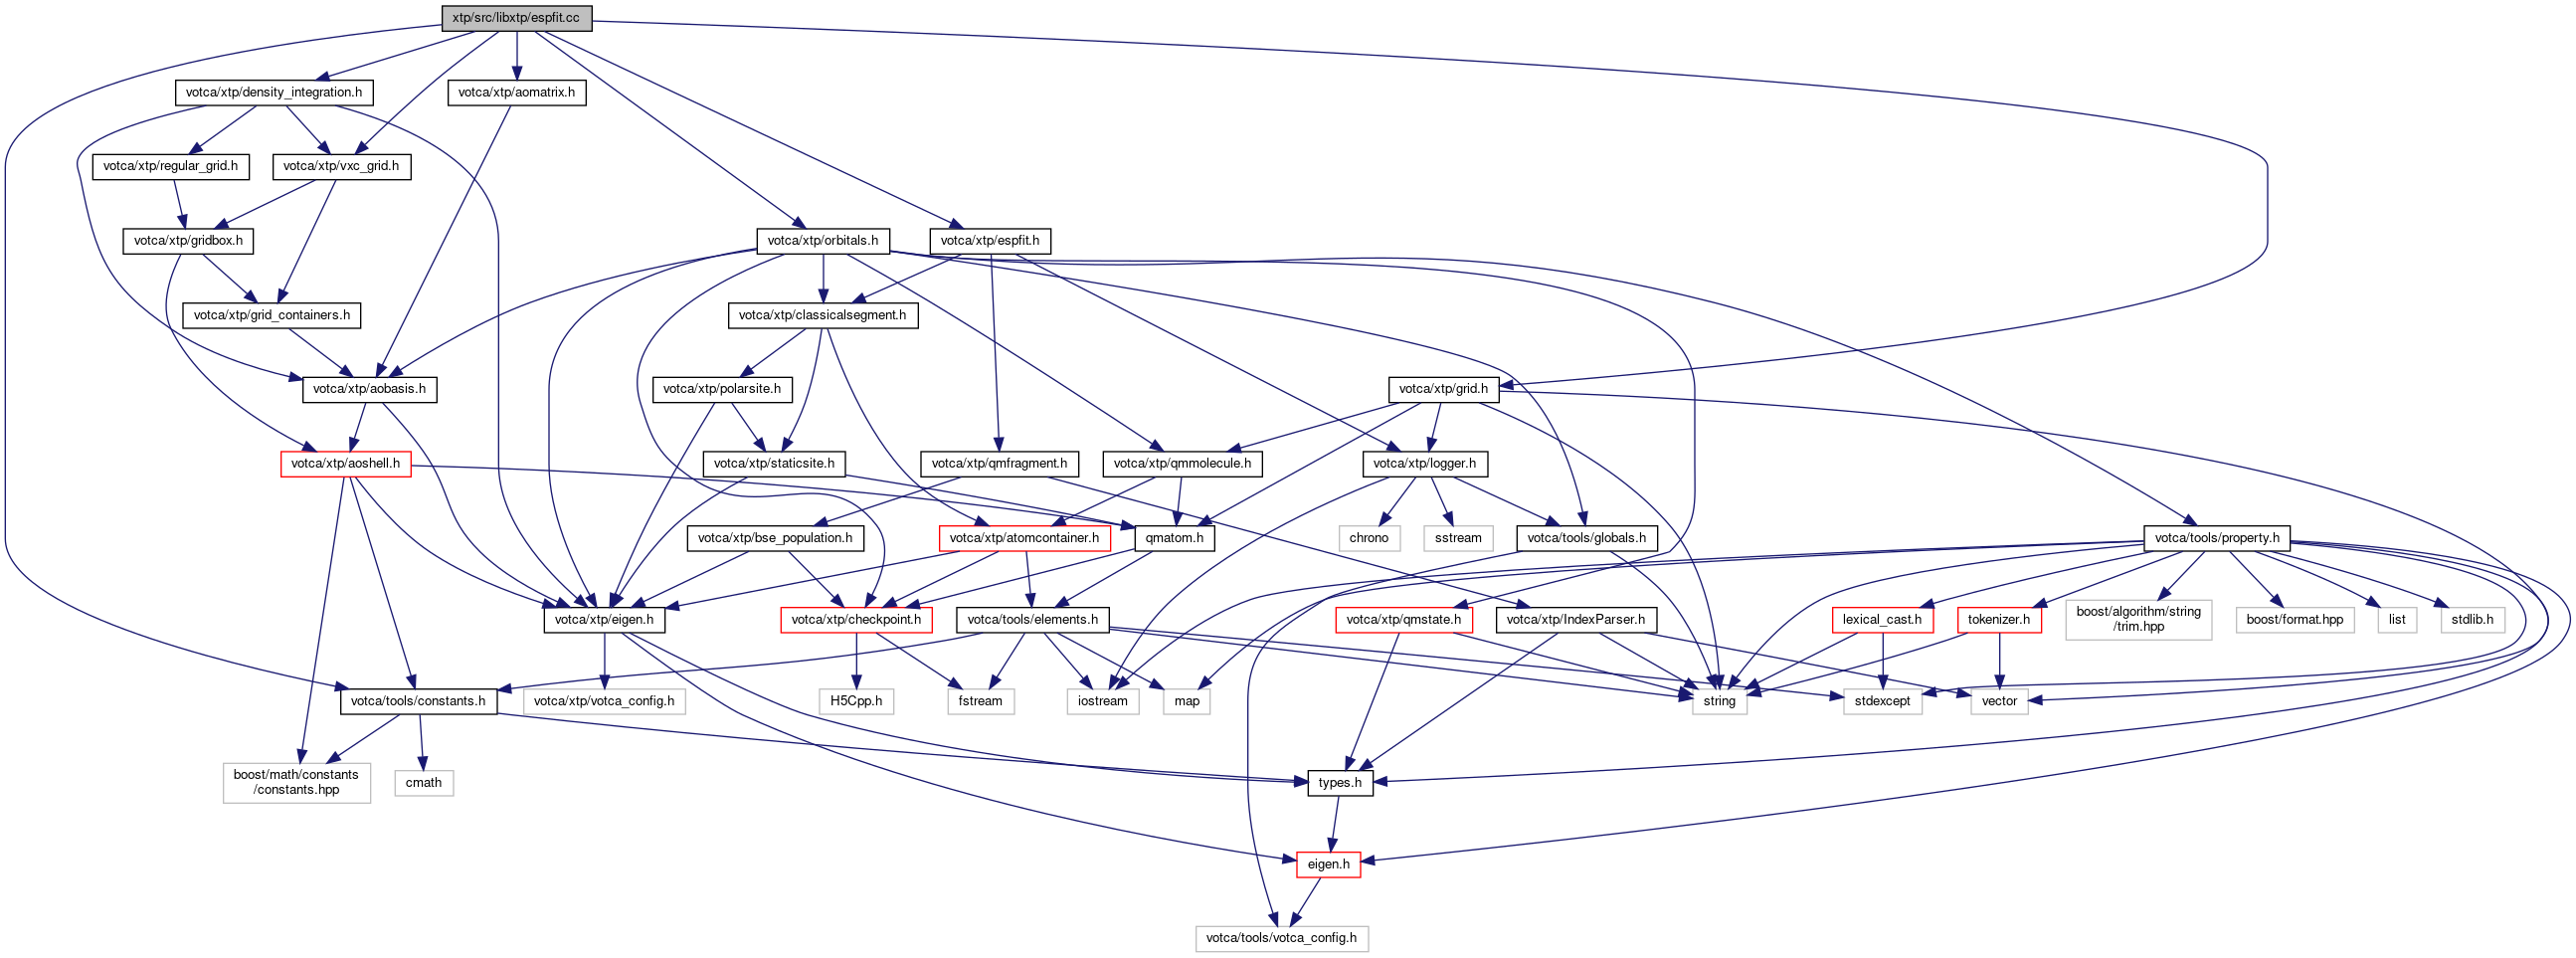 xtp/src/libxtp/espfit.cc
votca/xtp/density_integration.h
votca/xtp/aomatrix.h
votca/xtp/regular_grid.h
votca/xtp/vxc_grid.h
votca/xtp/gridbox.h
votca/xtp/orbitals.h
votca/xtp/espfit.h
votca/xtp/grid_containers.h
votca/xtp/classicalsegment.h
votca/xtp/aobasis.h
votca/xtp/polarsite.h
votca/xtp/grid.h
votca/xtp/aoshell.h
votca/xtp/staticsite.h
votca/xtp/qmfragment.h
votca/xtp/qmmolecule.h
votca/xtp/logger.h
votca/xtp/bse_population.h
votca/xtp/atomcontainer.h
qmatom.h
chrono
sstream
votca/tools/globals.h
votca/tools/property.h
votca/xtp/eigen.h
votca/xtp/checkpoint.h
votca/tools/elements.h
votca/xtp/qmstate.h
votca/xtp/IndexParser.h
lexical_cast.h
tokenizer.h
boost/algorithm/string
/trim.hpp
boost/format.hpp
list
stdlib.h
votca/tools/constants.h
votca/xtp/votca_config.h
H5Cpp.h
fstream
iostream
map
string
stdexcept
vector
boost/math/constants
/constants.hpp
cmath
types.h
eigen.h
votca/tools/votca_config.h